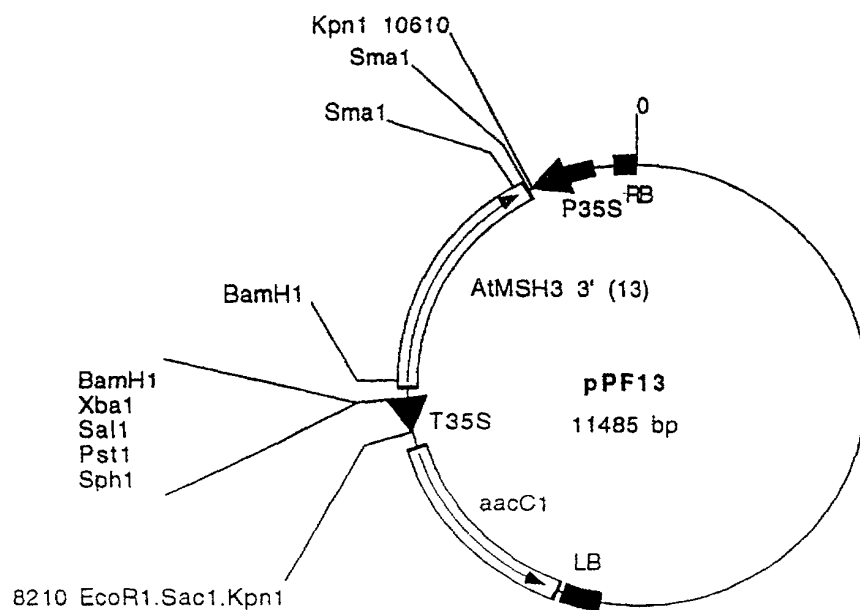 Kpn1 10610
Sma1
Sma1
0
P35S
RB
AtMSH3 3' (13)
BamH1
pPF13
11485 bp
BamH1
Xba1
Sal1
Pst1
Sph1
T35S
aacC1
LB
8210 EcoR1.Sac1.Kpn1